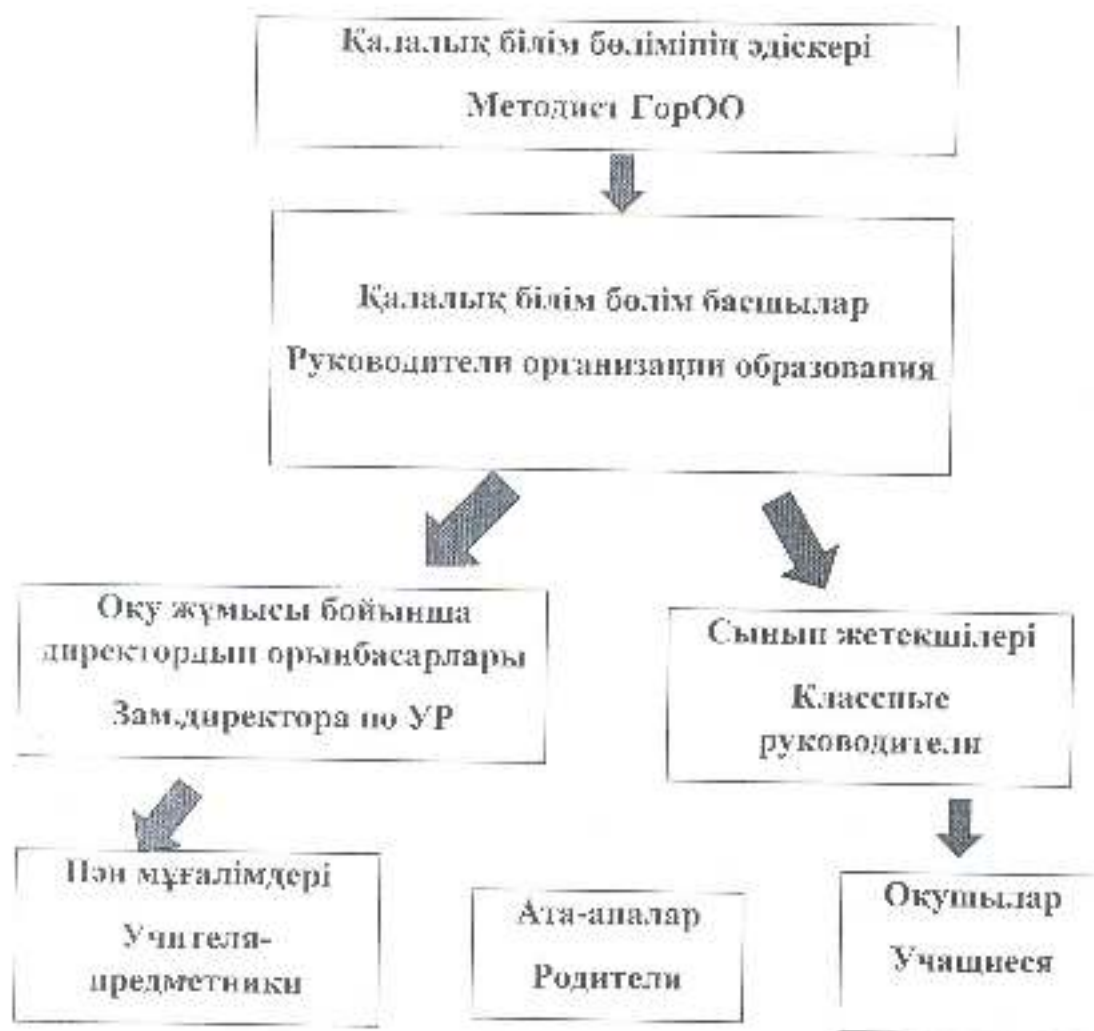 Қалалық білім бөлімінің әдіскері
Методист ГорОО
Қалалық білім бөлім басшылар
Руководители организации образования
Оқу жұмысы бойынша
директордың орынбасарлары
Зам.директора по УР
Сынып жетекшілері
Классные
руководители
Пән мұғалімдері
Учителя-
предметники
Ата-аналар
Родители
Оқушылар
Учащиеся